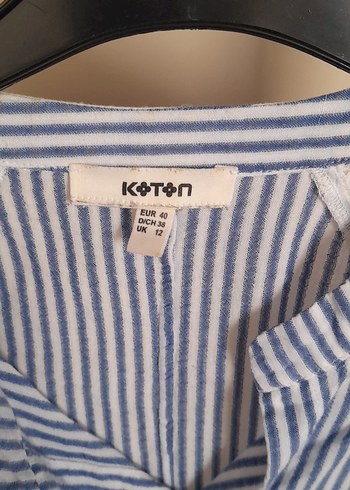 KOTON
EUR 40
D/CH 38
UK 12